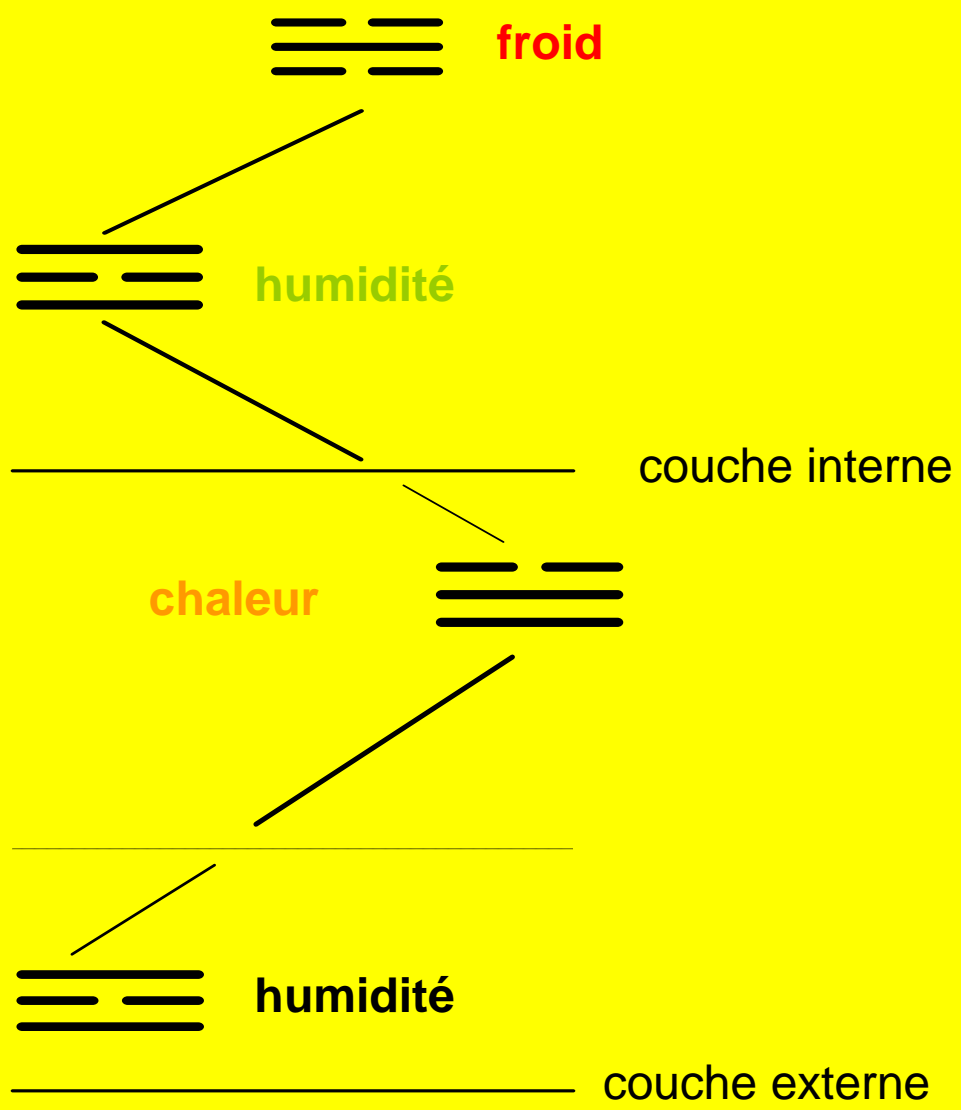 froid
humidité
couche interne
chaleur
humidité
couche externe